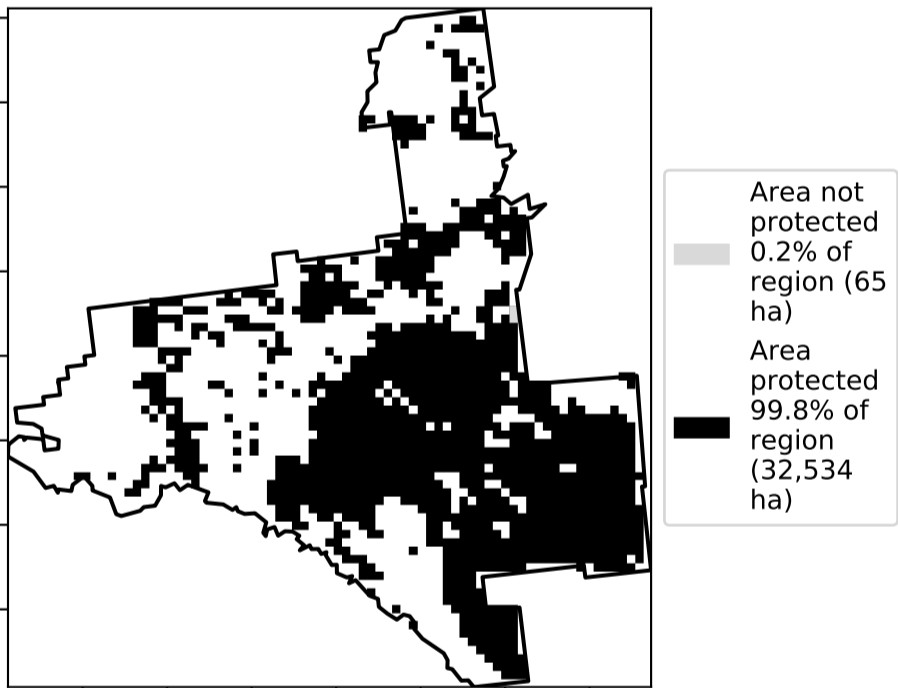 Area not
protected
0.2% of
region (65
ha)
Area
protected
99.8% of
region
(32,534
ha)